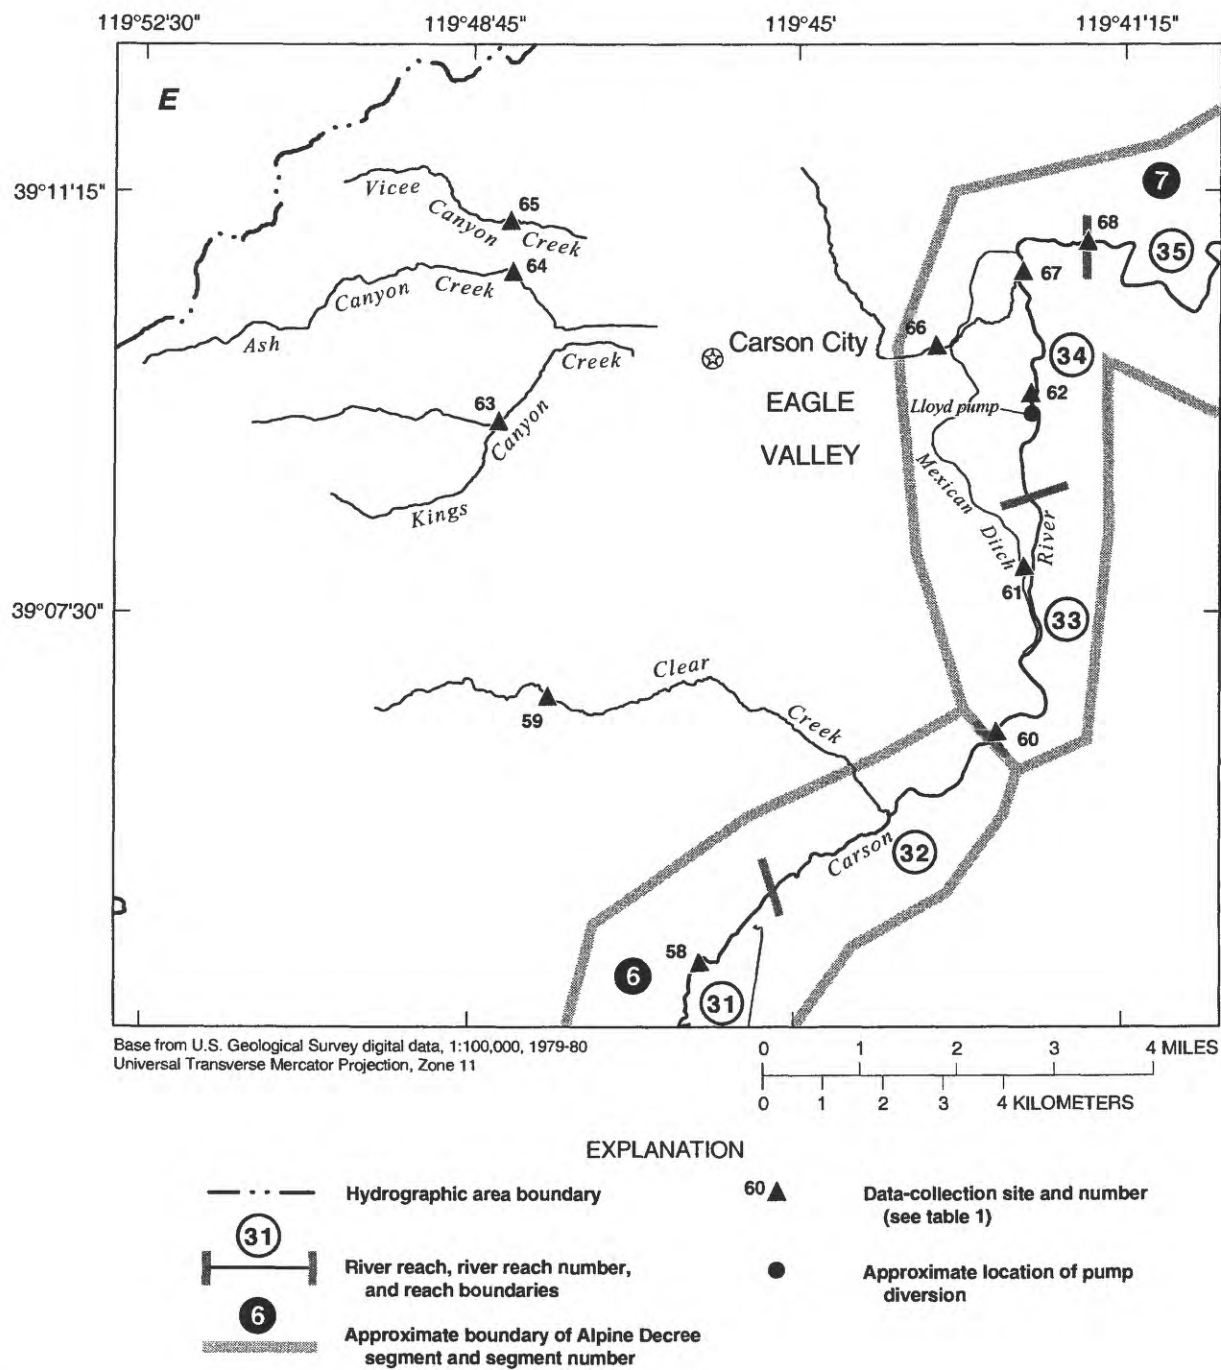 119°52'30" 119°48'45" 119°45' 119°41'15"
E
39°11'15"
39°07'30"
Vicee Canyon Creek
65
64
Ash Canyon Creek
63
Kings Canyon Creek
Carson City
EAGLE
VALLEY
7
68
35
67
66
34
62
Lloyd pump
Mexican Ditch
River
61
33
Clear Creek
59
60
Carson
32
58
6
31
Base from U.S. Geological Survey digital data, 1:100,000, 1979-80
Universal Transverse Mercator Projection, Zone 11
0 1 2 3 4 MILES
0 1 2 3 4 KILOMETERS
EXPLANATION
Hydrographic area boundary
31
River reach, river reach number,
and reach boundaries
6
Approximate boundary of Alpine Decree
segment and segment number
60
Data-collection site and number
(see table 1)
Approximate location of pump
diversion